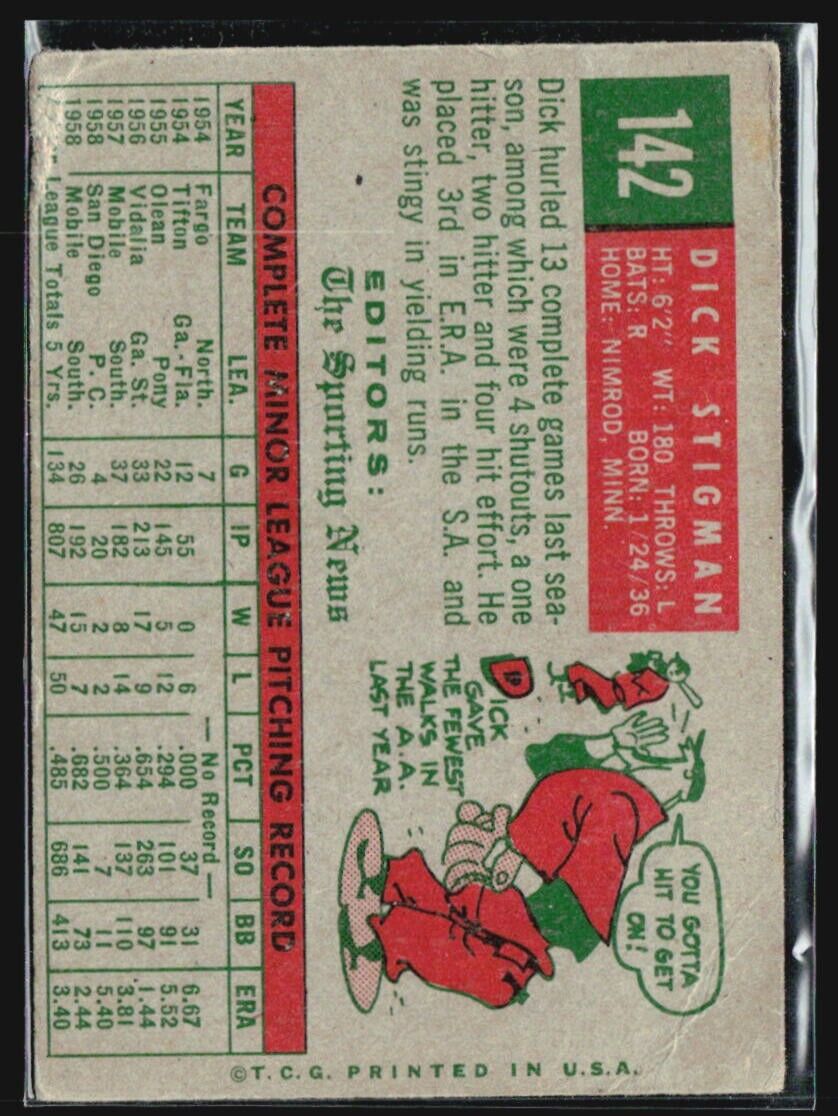 142
DICK STIGMAN
HT: 6'2" WT: 180 THROWS: L
BATS: R BORN: 1/24/36
HOME: NIMROD, MINN.
Dick hurled 13 complete games last sea-
son, among which were 4 shutouts, a one
hitter, two hitter and four hit effort. He
placed 3rd in E.R.A. in the S.A. and
was stingy in yielding runs.
EDITORS:
The Sporting News
YOU GOTTA
HIT TO GET
ON!
DICK
GAVE
THE FEWEST
WALKS IN
THE A.A.
LAST YEAR
COMPLETE MINOR LEAGUE PITCHING RECORD
YEAR TEAM LEA. G IP W L PCT SO BB ERA
1954 Fargo North. 7 — No Record —
1954 Tifton Ga.-Fla. 12 55 0 6 .000 37 31 6.67
1955 Olean Pony 22 145 5 12 .294 101 91 5.52
1956 Vidalia Ga. St. 33 213 17 9 .654 263 97 1.44
1957 Mobile South. 37 182 8 14 .364 137 110 3.81
1958 San Diego P. C. 4 20 2 2 .500 7 11 5.40
1958 Mobile South. 26 192 15 7 .682 141 73 2.44
League Totals 5 Yrs. 134 807 47 50 .485 686 413 3.40
©T.C.G. PRINTED IN U.S.A.